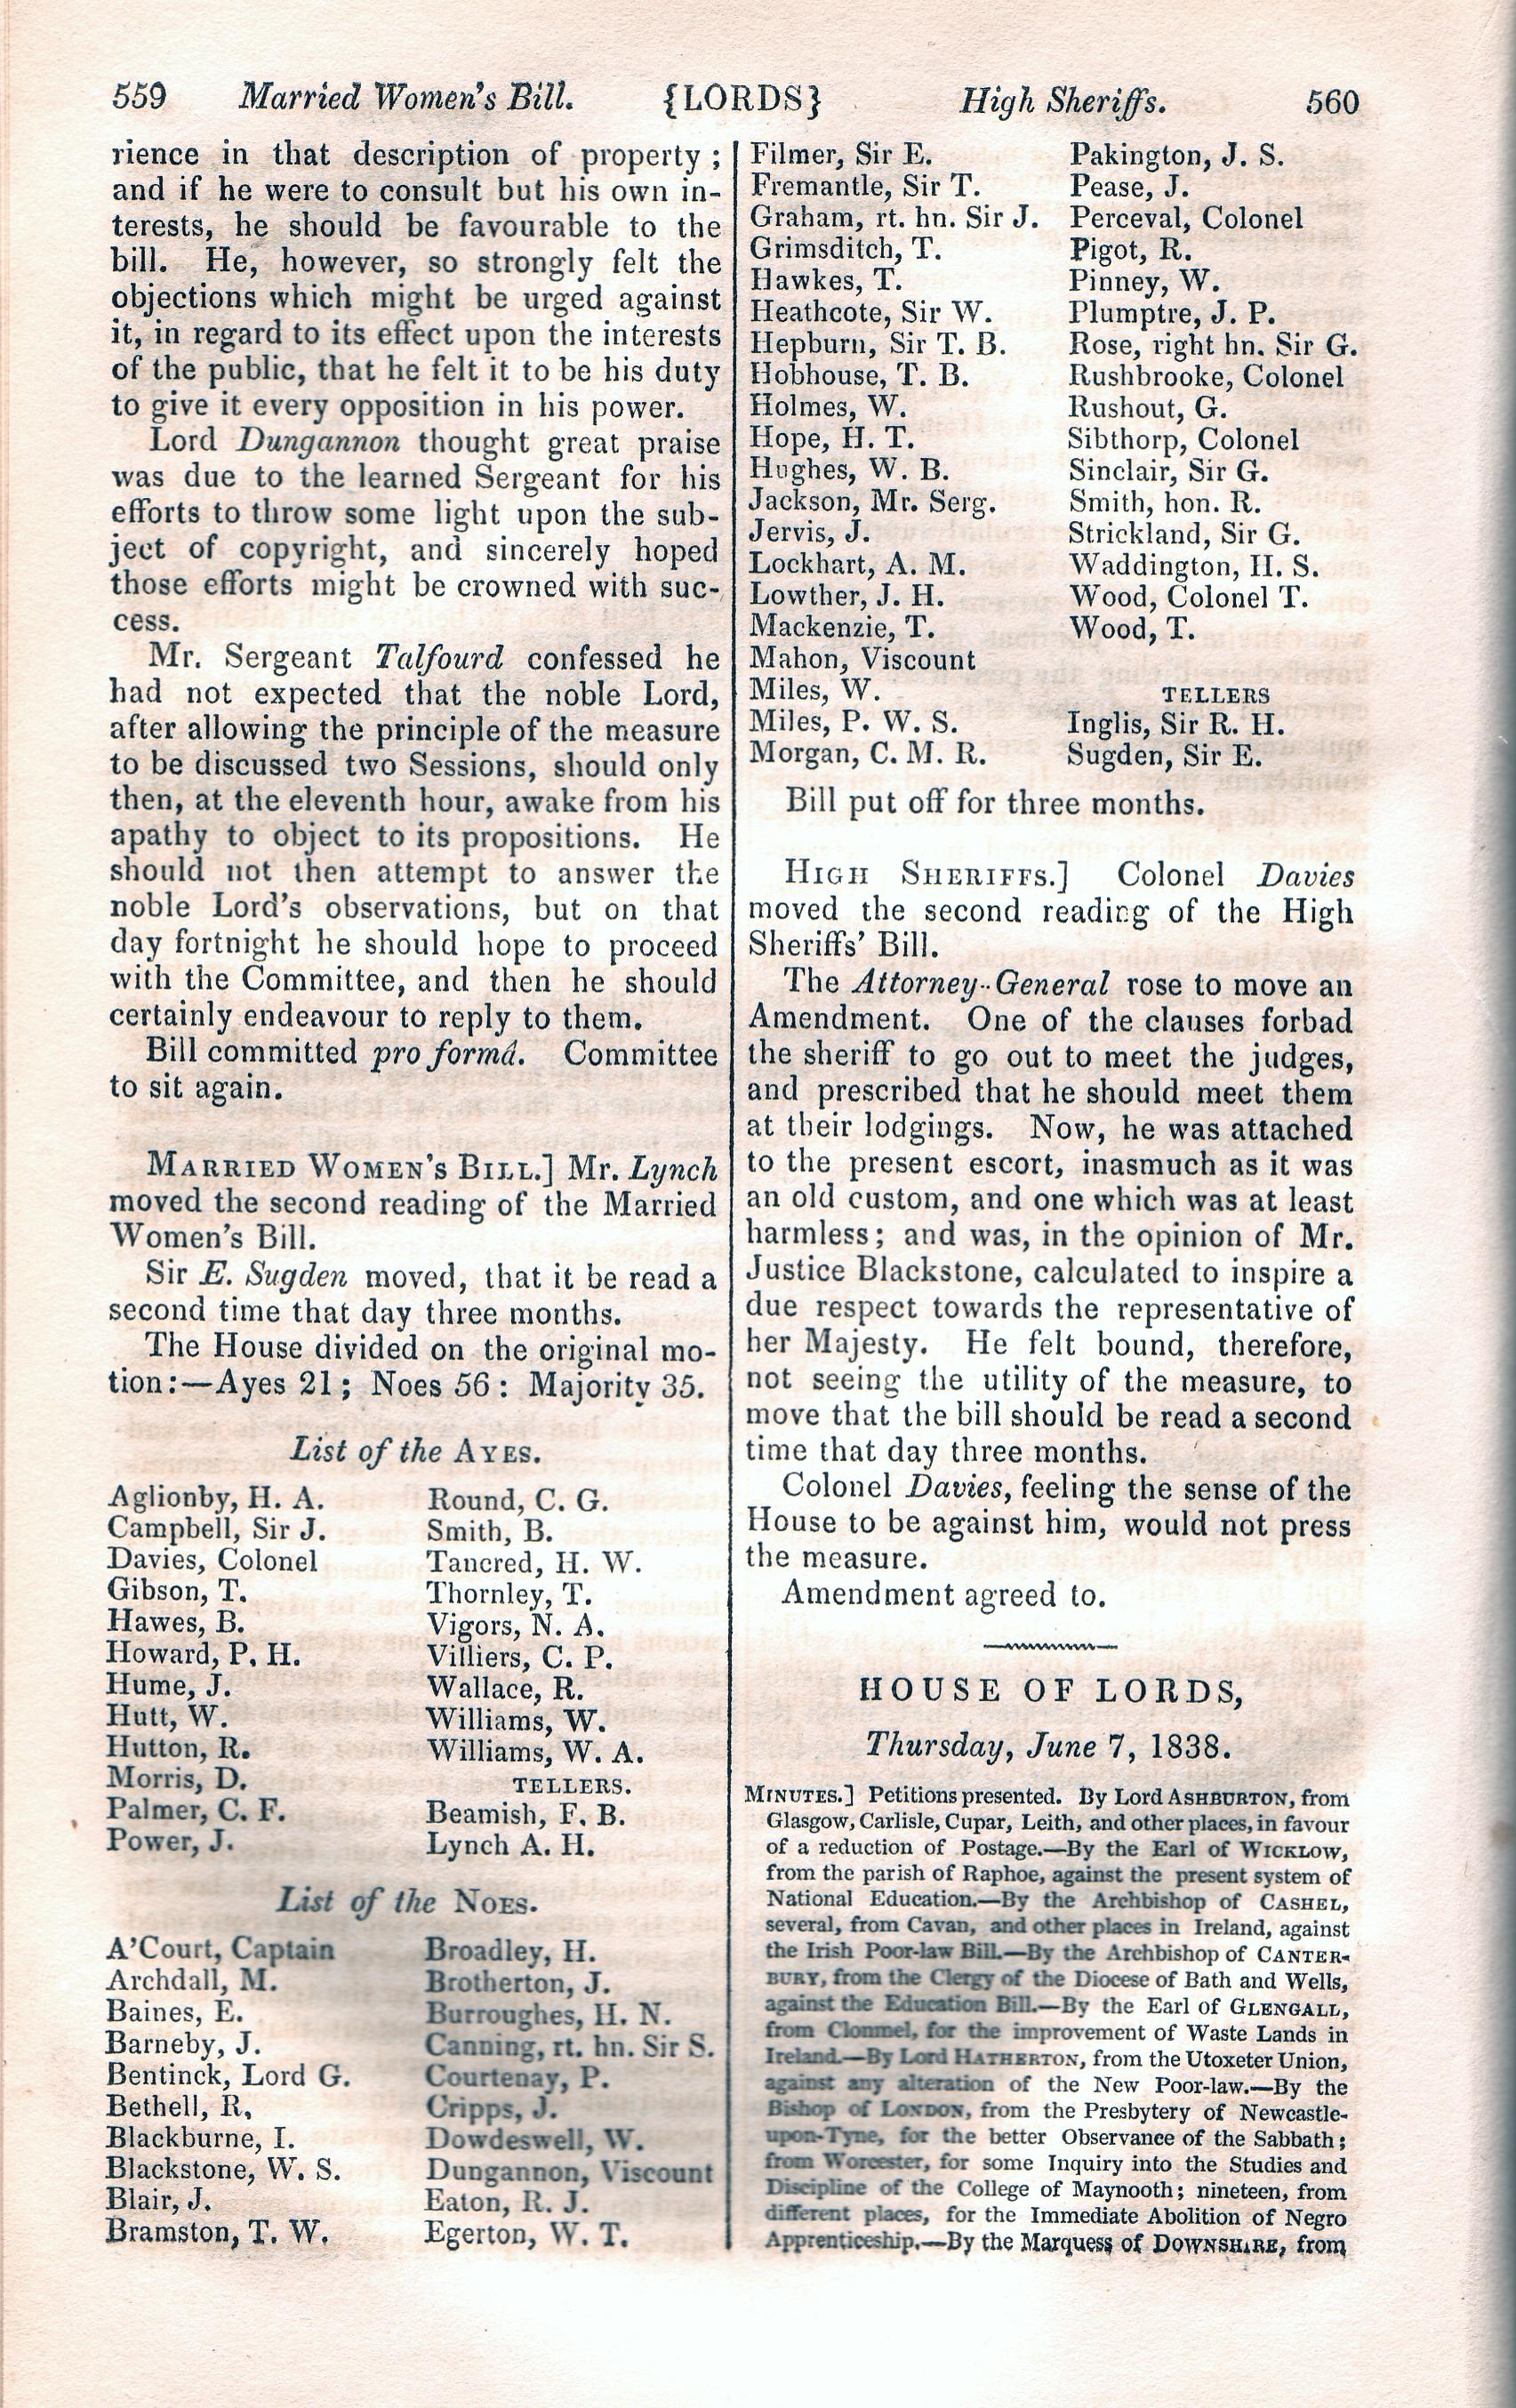 559 Married Women's Bill. {LORDS} High Sheriffs. 560
rience in that description of property ;
and if he were to consult but his own in-
terests, he should be favourable to the
bill. He, however, so strongly felt the
objections which might be urged against
it, in regard to its effect upon the interests
of the public, that he felt it to be his duty
to give it every opposition in his power.
Lord Dungannon thought great praise
was due to the learned Sergeant for his
efforts to throw some light upon the sub-
ject of copyright, and sincerely hoped
those efforts might be crowned with suc-
cess.
Mr. Sergeant Talfourd confessed he
had not expected that the noble Lord,
after allowing the principle of the measure
to be discussed two Sessions, should only
then, at the eleventh hour, awake from his
apathy to object to its propositions. He
should not then attempt to answer the
noble Lord's observations, but on that
day fortnight he should hope to proceed
with the Committee, and then he should
certainly endeavour to reply to them.
Bill committed pro formâ. Committee
to sit again.
MARRIED WOMEN'S BILL.] Mr. Lynch
moved the second reading of the Married
Women's Bill.
Sir E. Sugden moved, that it be read a
second time that day three months.
The House divided on the original mo-
tion:—Ayes 21 ; Noes 56 : Majority 35.
List of the AYES.
Aglionby, H. A.
Campbell, Sir J.
Davies, Colonel
Gibson, T.
Hawes, B.
Howard, P. H.
Hume, J.
Hutt, W.
Hutton, R.
Morris, D.
Palmer, C. F.
Power, J.
Round, C. G.
Smith, B.
Tancred, H. W.
Thornley, T.
Vigors, N. A.
Villiers, C. P.
Wallace, R.
Williams, W.
Williams, W. A.
TELLERS.
Beamish, F. B.
Lynch A. H.
List of the NOES.
A'Court, Captain
Archdall, M.
Baines, E.
Barneby, J.
Bentinck, Lord G.
Bethell, R.
Blackburne, I.
Blackstone, W. S.
Blair, J.
Bramston, T. W.
Broadley, H.
Brotherton, J.
Burroughes, H. N.
Canning, rt. hn. Sir S.
Courtenay, P.
Cripps, J.
Dowdeswell, W.
Dungannon, Viscount
Eaton, R. J.
Egerton, W. T.
Filmer, Sir E.
Fremantle, Sir T.
Graham, rt. hn. Sir J.
Grimsditch, T.
Hawkes, T.
Heathcote, Sir W.
Hepburn, Sir T. B.
Hobhouse, T. B.
Holmes, W.
Hope, H. T.
Hughes, W. B.
Jackson, Mr. Serg.
Jervis, J.
Lockhart, A. M.
Lowther, J. H.
Mackenzie, T.
Mahon, Viscount
Miles, W.
Miles, P. W. S.
Morgan, C. M. R.
Pakington, J. S.
Pease, J.
Perceval, Colonel
Pigot, R.
Pinney, W.
Plumptre, J. P.
Rose, right hn. Sir G.
Rushbrooke, Colonel
Rushout, G.
Sibthorp, Colonel
Sinclair, Sir G.
Smith, hon. R.
Strickland, Sir G.
Waddington, H. S.
Wood, Colonel T.
Wood, T.
TELLERS
Inglis, Sir R. H.
Sugden, Sir E.
Bill put off for three months.
HIGH SHERIFFS.] Colonel Davies
moved the second reading of the High
Sheriffs' Bill.
The Attorney-General rose to move an
Amendment. One of the clauses forbad
the sheriff to go out to meet the judges,
and prescribed that he should meet them
at their lodgings. Now, he was attached
to the present escort, inasmuch as it was
an old custom, and one which was at least
harmless ; and was, in the opinion of Mr.
Justice Blackstone, calculated to inspire a
due respect towards the representative of
her Majesty. He felt bound, therefore,
not seeing the utility of the measure, to
move that the bill should be read a second
time that day three months.
Colonel Davies, feeling the sense of the
House to be against him, would not press
the measure.
Amendment agreed to.
HOUSE OF LORDS,
Thursday, June 7, 1838.
MINUTES.] Petitions presented. By Lord ASHBURTON, from
Glasgow, Carlisle, Cupar, Leith, and other places, in favour
of a reduction of Postage.—By the Earl of WICKLOW,
from the parish of Raphoe, against the present system of
National Education.—By the Archbishop of CASHEL,
several, from Cavan, and other places in Ireland, against
the Irish Poor-law Bill.—By the Archbishop of CANTER-
BURY, from the Clergy of the Diocese of Bath and Wells,
against the Education Bill.—By the Earl of GLENGALL,
from Clonmel, for the improvement of Waste Lands in
Ireland.—By Lord HATHERTON, from the Utoxeter Union,
against any alteration of the New Poor-law.—By the
Bishop of LONDON, from the Presbytery of Newcastle-
upon-Tyne, for the better Observance of the Sabbath ;
from Worcester, for some Inquiry into the Studies and
Discipline of the College of Maynooth ; nineteen, from
different places, for the Immediate Abolition of Negro
Apprenticeship.—By the Marquess of DOWNSHIRE, from